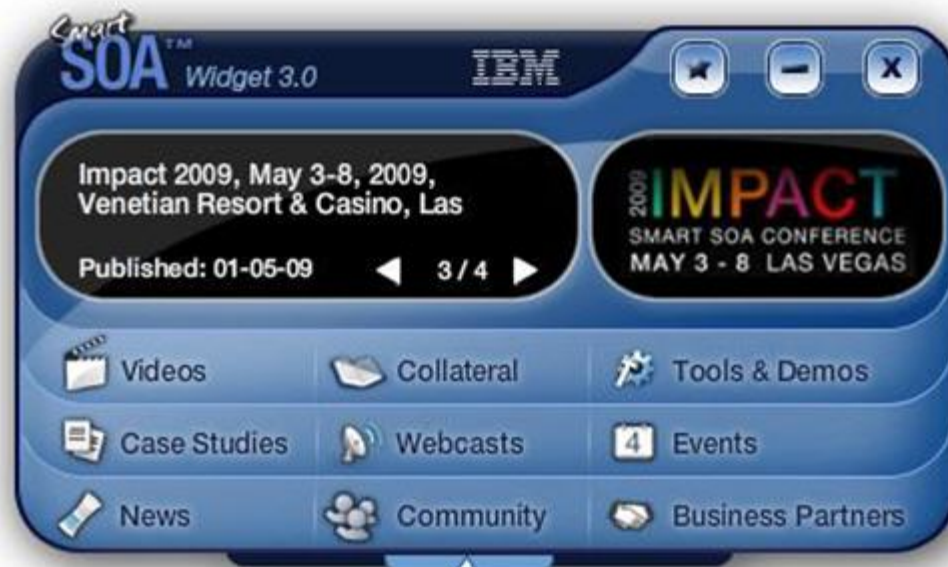 Smart
SOA™ Widget 3.0
IBM
X
Impact 2009, May 3-8, 2009,
Venetian Resort & Casino, Las
Published: 01-05-09
3 / 4
2009 IMPACT
SMART SOA CONFERENCE
MAY 3 - 8 LAS VEGAS
Videos
Collateral
Tools & Demos
Case Studies
Webcasts
4
Events
News
Community
Business Partners